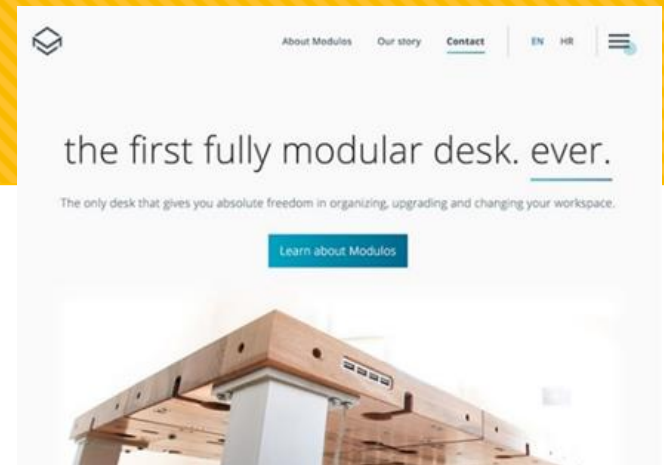 About Modulos Our story Contact EN HR
the first fully modular desk. ever.
The only desk that gives you absolute freedom in organizing, upgrading and changing your workspace.
Learn about Modulos